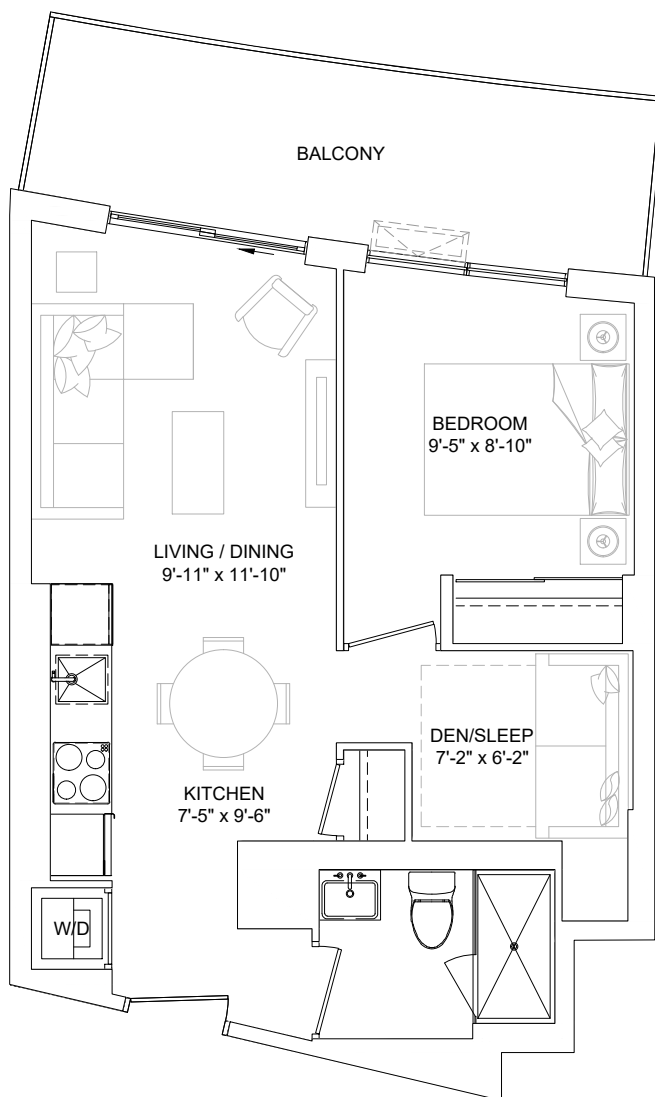 BALCONY
BEDROOM
9'-5" x 8'-10"
LIVING / DINING
9'-11" x 11'-10"
DEN/SLEEP
7'-2" x 6'-2"
KITCHEN
7'-5" x 9'-6"
W/D